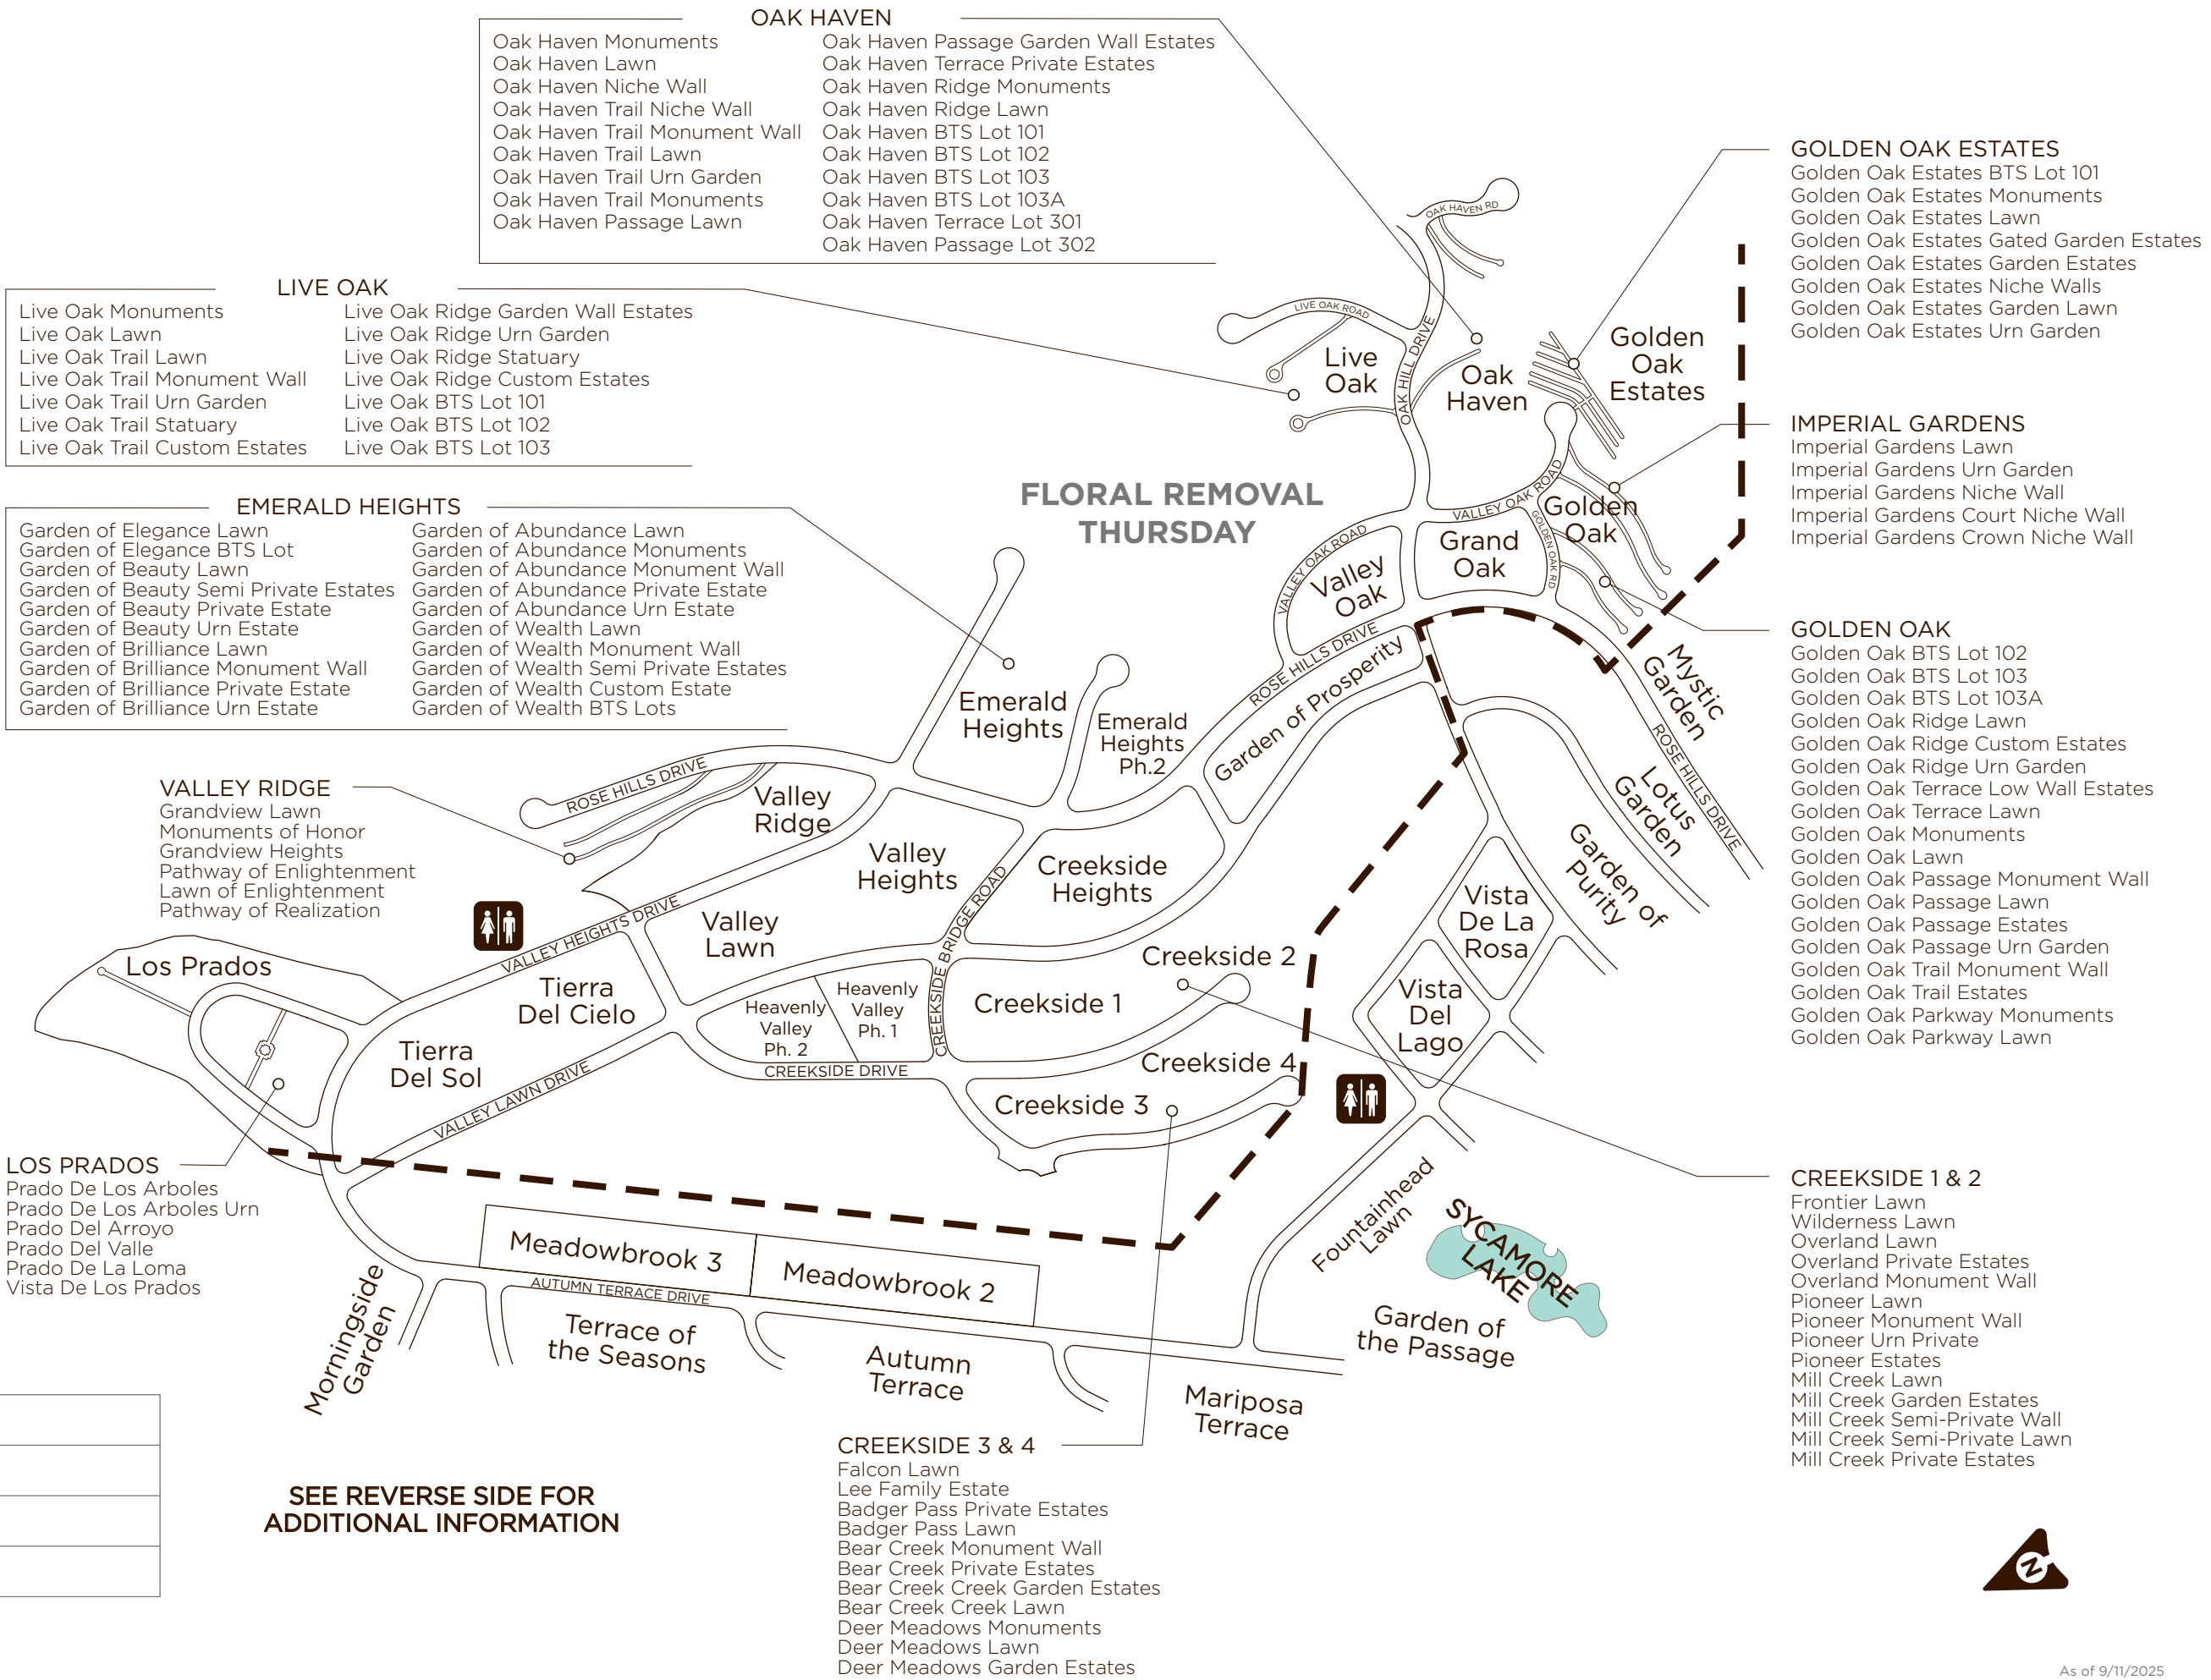 OAK HAVEN
Oak Haven Monuments
Oak Haven Lawn
Oak Haven Niche Wall
Oak Haven Trail Niche Wall
Oak Haven Trail Monument Wall
Oak Haven Trail Lawn
Oak Haven Trail Urn Garden
Oak Haven Trail Monuments
Oak Haven Passage Lawn
Oak Haven Passage Garden Wall Estates
Oak Haven Terrace Private Estates
Oak Haven Ridge Monuments
Oak Haven Ridge Lawn
Oak Haven BTS Lot 101
Oak Haven BTS Lot 102
Oak Haven BTS Lot 103
Oak Haven BTS Lot 103A
Oak Haven Terrace Lot 301
Oak Haven Passage Lot 302
GOLDEN OAK ESTATES
Golden Oak Estates BTS Lot 101
Golden Oak Estates Monuments
Golden Oak Estates Lawn
Golden Oak Estates Gated Garden Estates
Golden Oak Estates Garden Estates
Golden Oak Estates Niche Walls
Golden Oak Estates Garden Lawn
Golden Oak Estates Urn Garden
LIVE OAK
Live Oak Monuments
Live Oak Lawn
Live Oak Trail Lawn
Live Oak Trail Monument Wall
Live Oak Trail Urn Garden
Live Oak Trail Statuary
Live Oak Trail Custom Estates
Live Oak Ridge Garden Wall Estates
Live Oak Ridge Urn Garden
Live Oak Ridge Statuary
Live Oak Ridge Custom Estates
Live Oak BTS Lot 101
Live Oak BTS Lot 102
Live Oak BTS Lot 103
IMPERIAL GARDENS
Imperial Gardens Lawn
Imperial Gardens Urn Garden
Imperial Gardens Niche Wall
Imperial Gardens Court Niche Wall
Imperial Gardens Crown Niche Wall
EMERALD HEIGHTS
Garden of Elegance Lawn
Garden of Elegance BTS Lot
Garden of Beauty Lawn
Garden of Beauty Semi Private Estates
Garden of Beauty Private Estate
Garden of Beauty Urn Estate
Garden of Brilliance Lawn
Garden of Brilliance Monument Wall
Garden of Brilliance Private Estate
Garden of Brilliance Urn Estate
Garden of Abundance Lawn
Garden of Abundance Monuments
Garden of Abundance Monument Wall
Garden of Abundance Private Estate
Garden of Abundance Urn Estate
Garden of Wealth Lawn
Garden of Wealth Monument Wall
Garden of Wealth Semi Private Estates
Garden of Wealth Custom Estate
Garden of Wealth BTS Lots
FLORAL REMOVAL
THURSDAY
GOLDEN OAK
Golden Oak BTS Lot 102
Golden Oak BTS Lot 103
Golden Oak BTS Lot 103A
Golden Oak Ridge Lawn
Golden Oak Ridge Custom Estates
Golden Oak Ridge Urn Garden
Golden Oak Terrace Low Wall Estates
Golden Oak Terrace Lawn
Golden Oak Monuments
Golden Oak Lawn
Golden Oak Passage Monument Wall
Golden Oak Passage Lawn
Golden Oak Passage Estates
Golden Oak Passage Urn Garden
Golden Oak Trail Monument Wall
Golden Oak Trail Estates
Golden Oak Parkway Monuments
Golden Oak Parkway Lawn
VALLEY RIDGE
Grandview Lawn
Monuments of Honor
Grandview Heights
Pathway of Enlightenment
Lawn of Enlightenment
Pathway of Realization
OAK HAVEN RD
LIVE OAK ROAD
OAK HILL DRIVE
Live
Oak
Oak
Haven
Golden
Oak
Estates
VALLEY OAK ROAD
Golden
Oak
GOLDEN OAK RD
Grand
Oak
VALLEY OAK ROAD
Valley
Oak
ROSE HILLS DRIVE
Garden of Prosperity
Mystic
Garden
ROSE HILLS DRIVE
Lotus
Garden
Garden of
Purity
Emerald
Heights
Emerald
Heights
Ph.2
ROSE HILLS DRIVE
Valley
Ridge
Valley
Heights
Creekside
Heights
CREEKSIDE BRIDGE ROAD
VALLEY HEIGHTS DRIVE
Valley
Lawn
Vista
De La
Rosa
Vista
Del
Lago
Los Prados
Tierra
Del Cielo
Tierra
Del Sol
VALLEY LAWN DRIVE
Heavenly
Valley
Ph. 2
Heavenly
Valley
Ph. 1
CREEKSIDE BRIDGE ROAD
CREEKSIDE DRIVE
Creekside 1
Creekside 2
Creekside 3
Creekside 4
LOS PRADOS
Prado De Los Arboles
Prado De Los Arboles Urn
Prado Del Arroyo
Prado Del Valle
Prado De La Loma
Vista De Los Prados
Meadowbrook 3
Meadowbrook 2
AUTUMN TERRACE DRIVE
Morningside
Garden
Terrace of
the Seasons
Autumn
Terrace
Mariposa
Terrace
Fountainhead
Lawn
SYCAMORE
LAKE
Garden of
the Passage
CREEKSIDE 1 & 2
Frontier Lawn
Wilderness Lawn
Overland Lawn
Overland Private Estates
Overland Monument Wall
Pioneer Lawn
Pioneer Monument Wall
Pioneer Urn Private
Pioneer Estates
Mill Creek Lawn
Mill Creek Garden Estates
Mill Creek Semi-Private Wall
Mill Creek Semi-Private Lawn
Mill Creek Private Estates
CREEKSIDE 3 & 4
Falcon Lawn
Lee Family Estate
Badger Pass Private Estates
Badger Pass Lawn
Bear Creek Monument Wall
Bear Creek Private Estates
Bear Creek Creek Garden Estates
Bear Creek Creek Lawn
Deer Meadows Monuments
Deer Meadows Lawn
Deer Meadows Garden Estates
SEE REVERSE SIDE FOR
ADDITIONAL INFORMATION
N
As of 9/11/2025